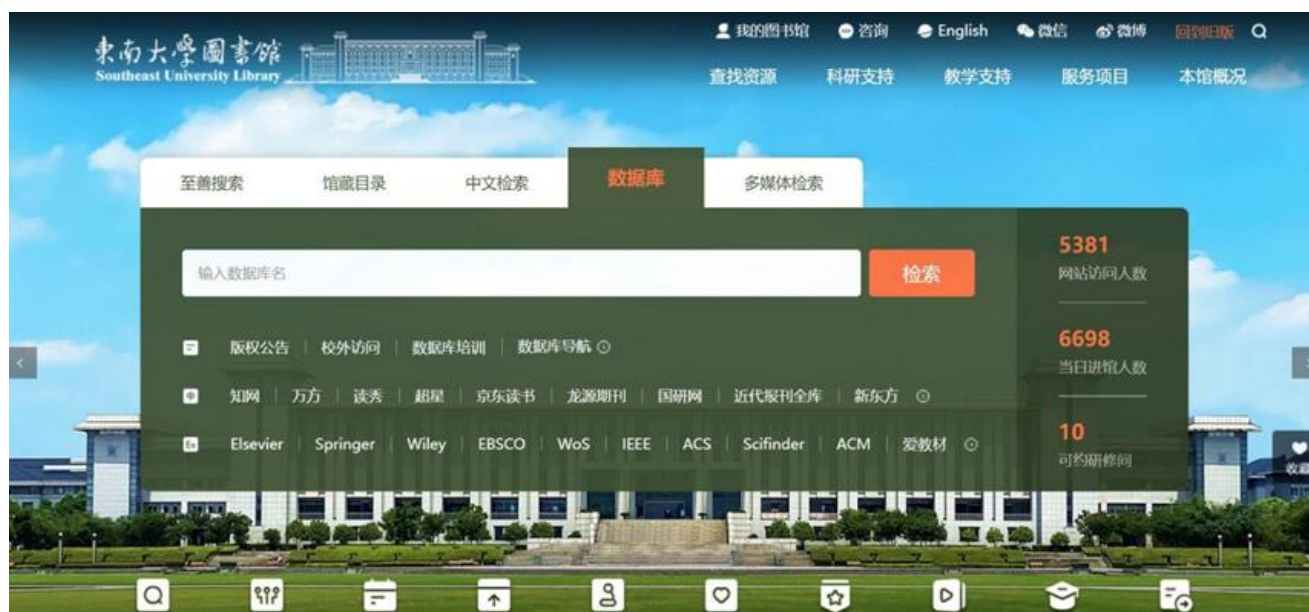 東南大學圖書館
Southeast University Library
我的图书馆 咨询 English 微信 微博 回到旧版
查找资源 科研支持 教学支持 服务项目 本馆概况
至善搜索 馆藏目录 中文检索 数据库 多媒体检索
输入数据库名 检索
5381
网站访问人数
版权公告 校外访问 数据库培训 数据库导航
6698
当日进馆人数
中 知网 万方 读秀 超星 京东读书 龙源期刊 国研网 近代报刊全库 新东方
En Elsevier Springer Wiley EBSCO WoS IEEE ACS Scifinder ACM 爱教材
10
可约研修间
收藏